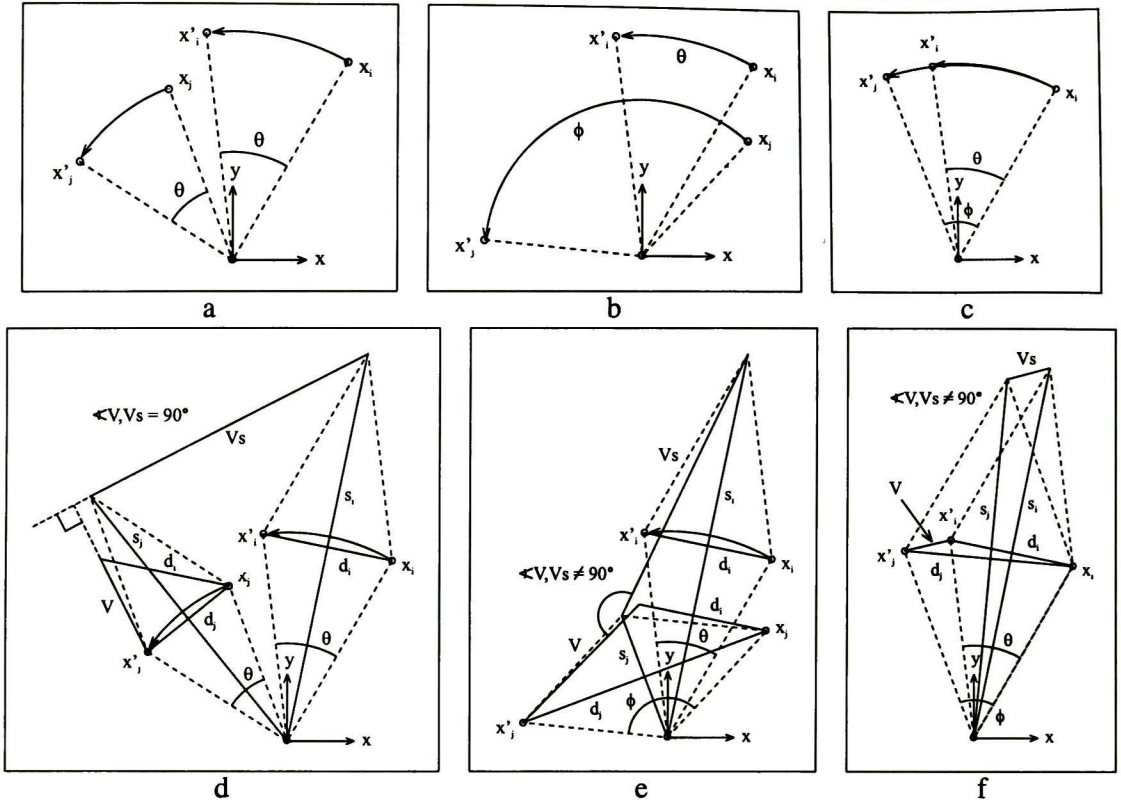 x'ᵢ
xᵢ
xⱼ
θ
y
θ
x'ⱼ
x
a
x'ᵢ
θ
xᵢ
ϕ
xⱼ
y
x'ⱼ
x
b
x'ᵢ
x'ⱼ
xᵢ
θ
y
ϕ
x
c
∢V,Vs = 90°
Vs
sᵢ
x'ᵢ
sⱼ
dᵢ
xⱼ
dᵢ
xᵢ
V
dⱼ
x'ⱼ
θ
θ
y
x
d
Vs
sᵢ
x'ᵢ
∢V,Vs ≠ 90°
dᵢ
xᵢ
dᵢ
xⱼ
V
θ
sⱼ
y
ϕ
dⱼ
x'ⱼ
x
e
Vs
∢V,Vs ≠ 90°
V
sⱼ
sᵢ
x'ᵢ
x'ⱼ
dᵢ
dⱼ
xᵢ
θ
y
ϕ
x
f